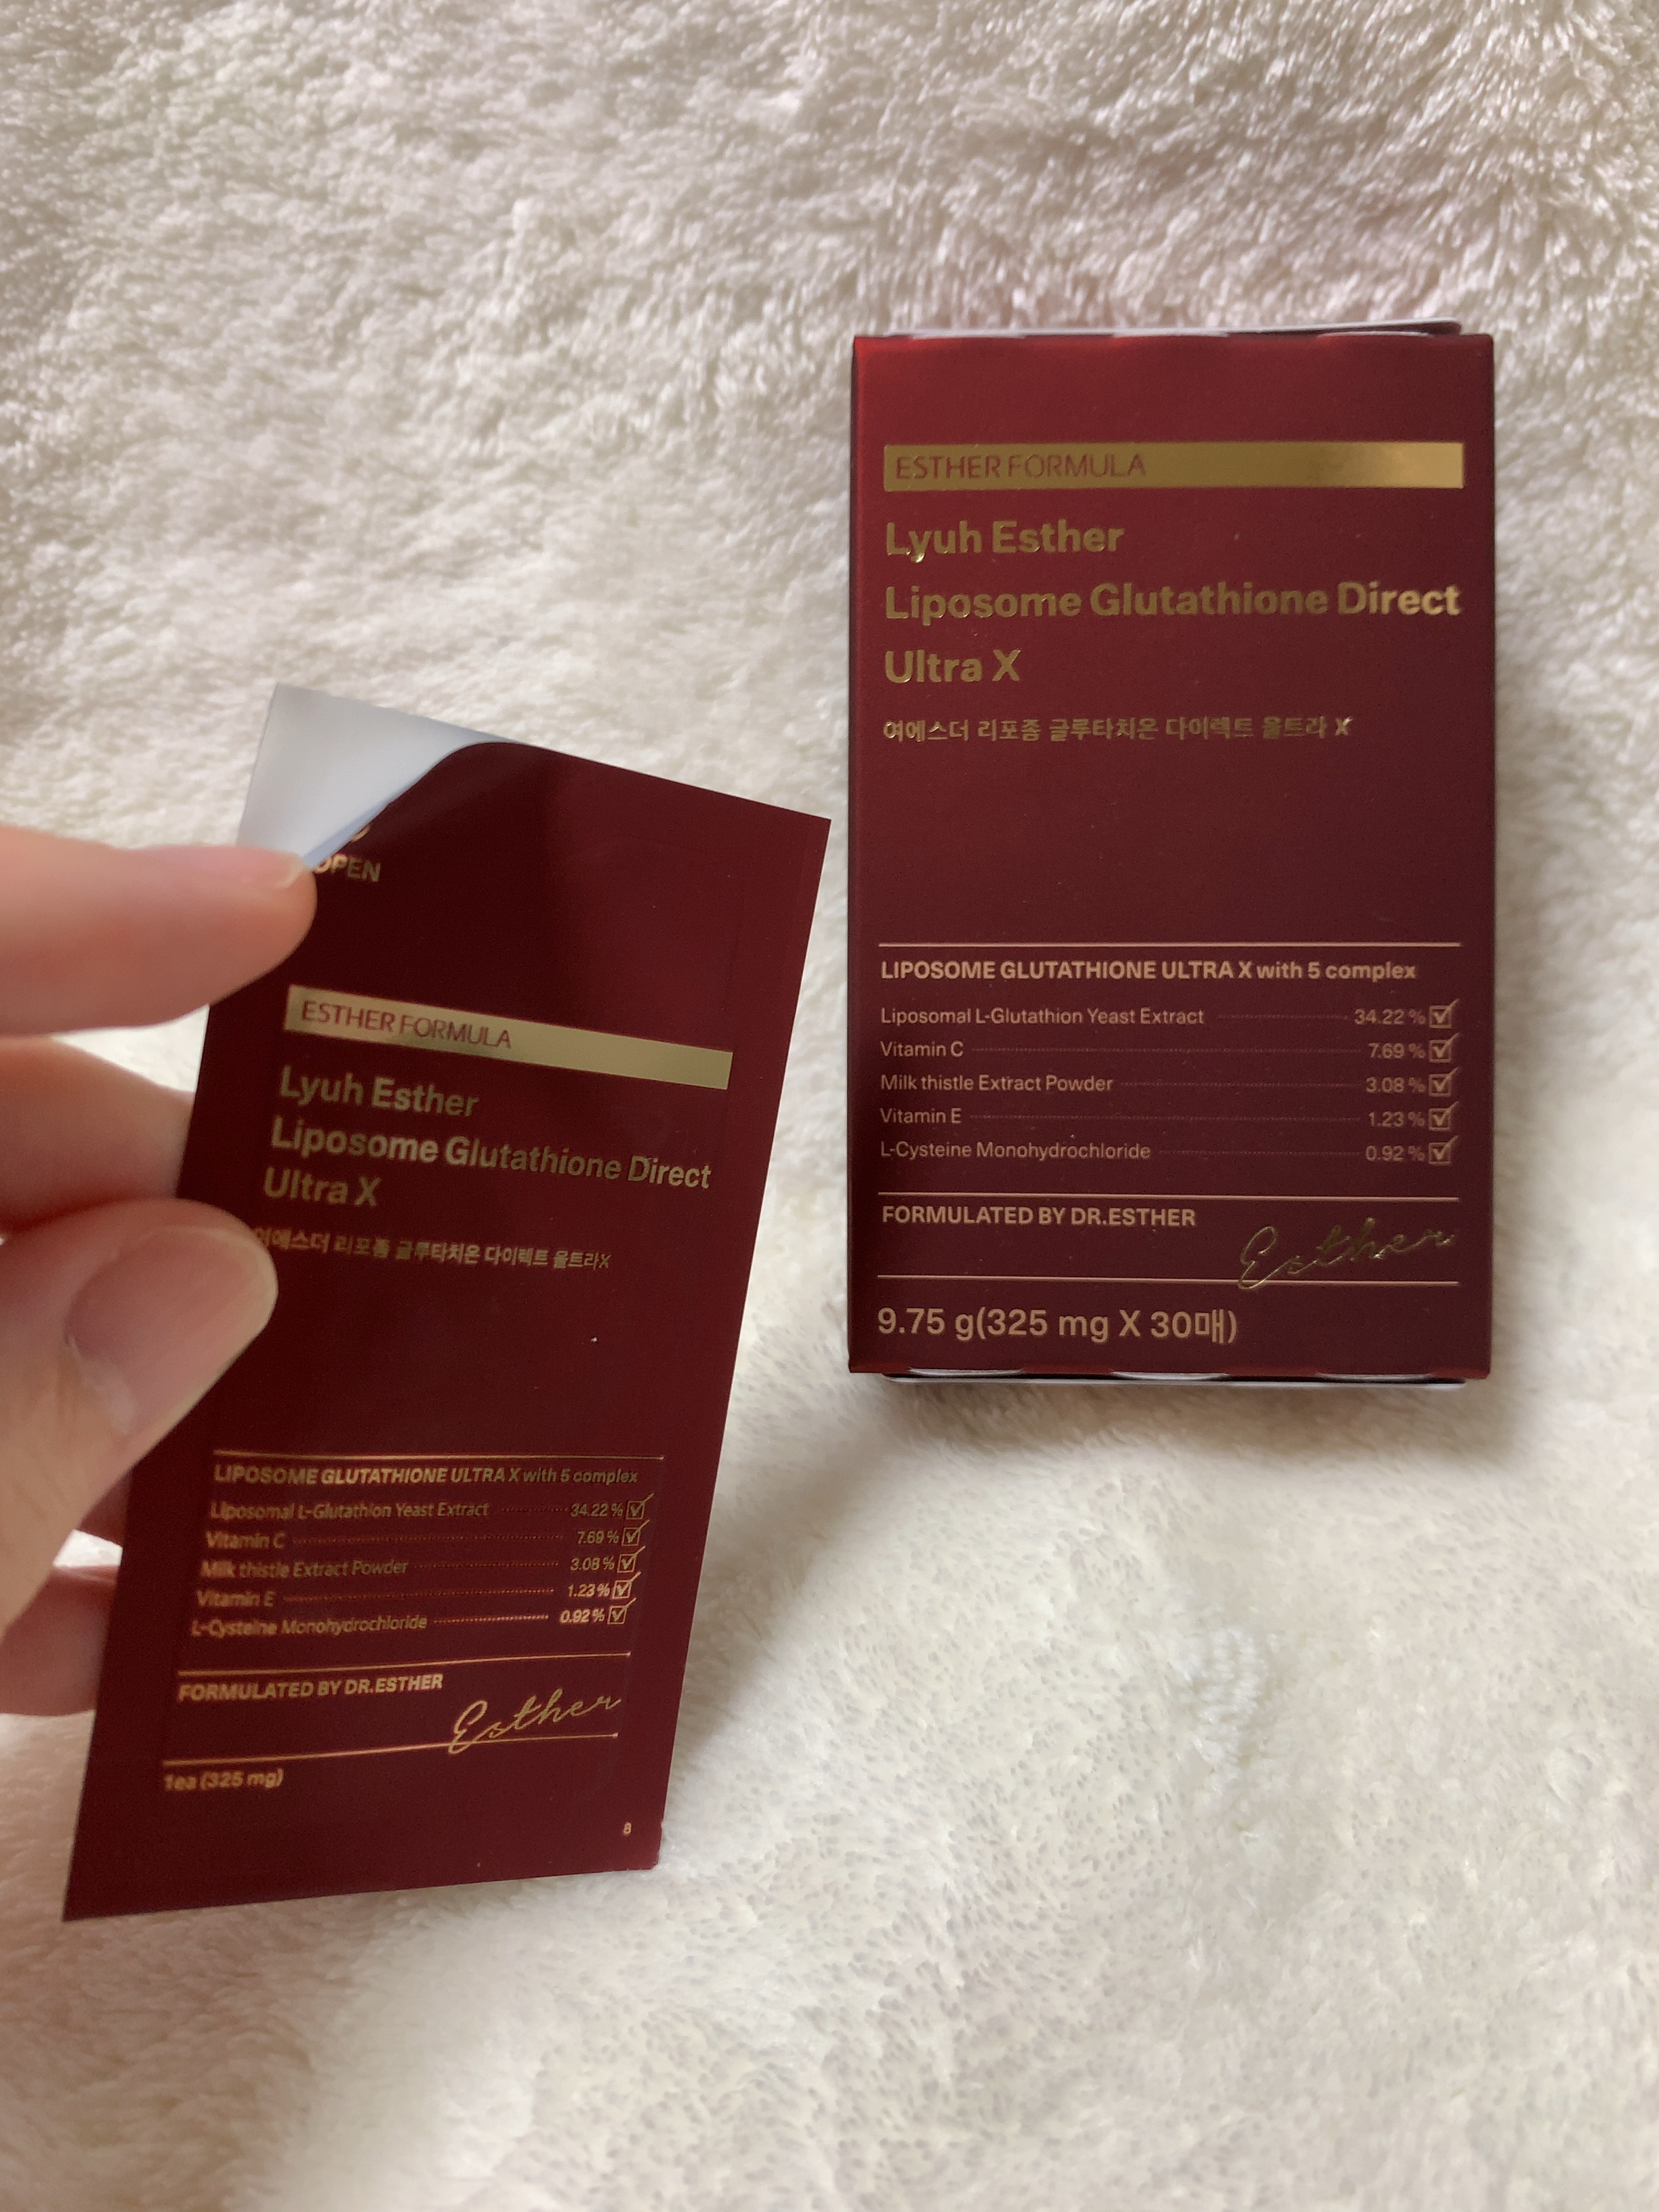 OPEN
ESTHER FORMULA
Lyuh Esther
Liposome Glutathione Direct
Ultra X
여에스더 리포좀 글루타치온 다이렉트 울트라X
LIPOSOME GLUTATHIONE ULTRA X with 5 complex
Liposomal L-Glutathion Yeast Extract 34.22 %
Vitamin C 7.69 %
Milk thistle Extract Powder 3.08 %
Vitamin E 1.23 %
L-Cysteine Monohydrochloride 0.92 %
FORMULATED BY DR.ESTHER
Esther
1ea (325 mg)
8
ESTHER FORMULA
Lyuh Esther
Liposome Glutathione Direct
Ultra X
여에스더 리포좀 글루타치온 다이렉트 울트라 X
LIPOSOME GLUTATHIONE ULTRA X with 5 complex
Liposomal L-Glutathion Yeast Extract 34.22 %
Vitamin C 7.69 %
Milk thistle Extract Powder 3.08 %
Vitamin E 1.23 %
L-Cysteine Monohydrochloride 0.92 %
FORMULATED BY DR.ESTHER
Esther
9.75 g(325 mg X 30매)